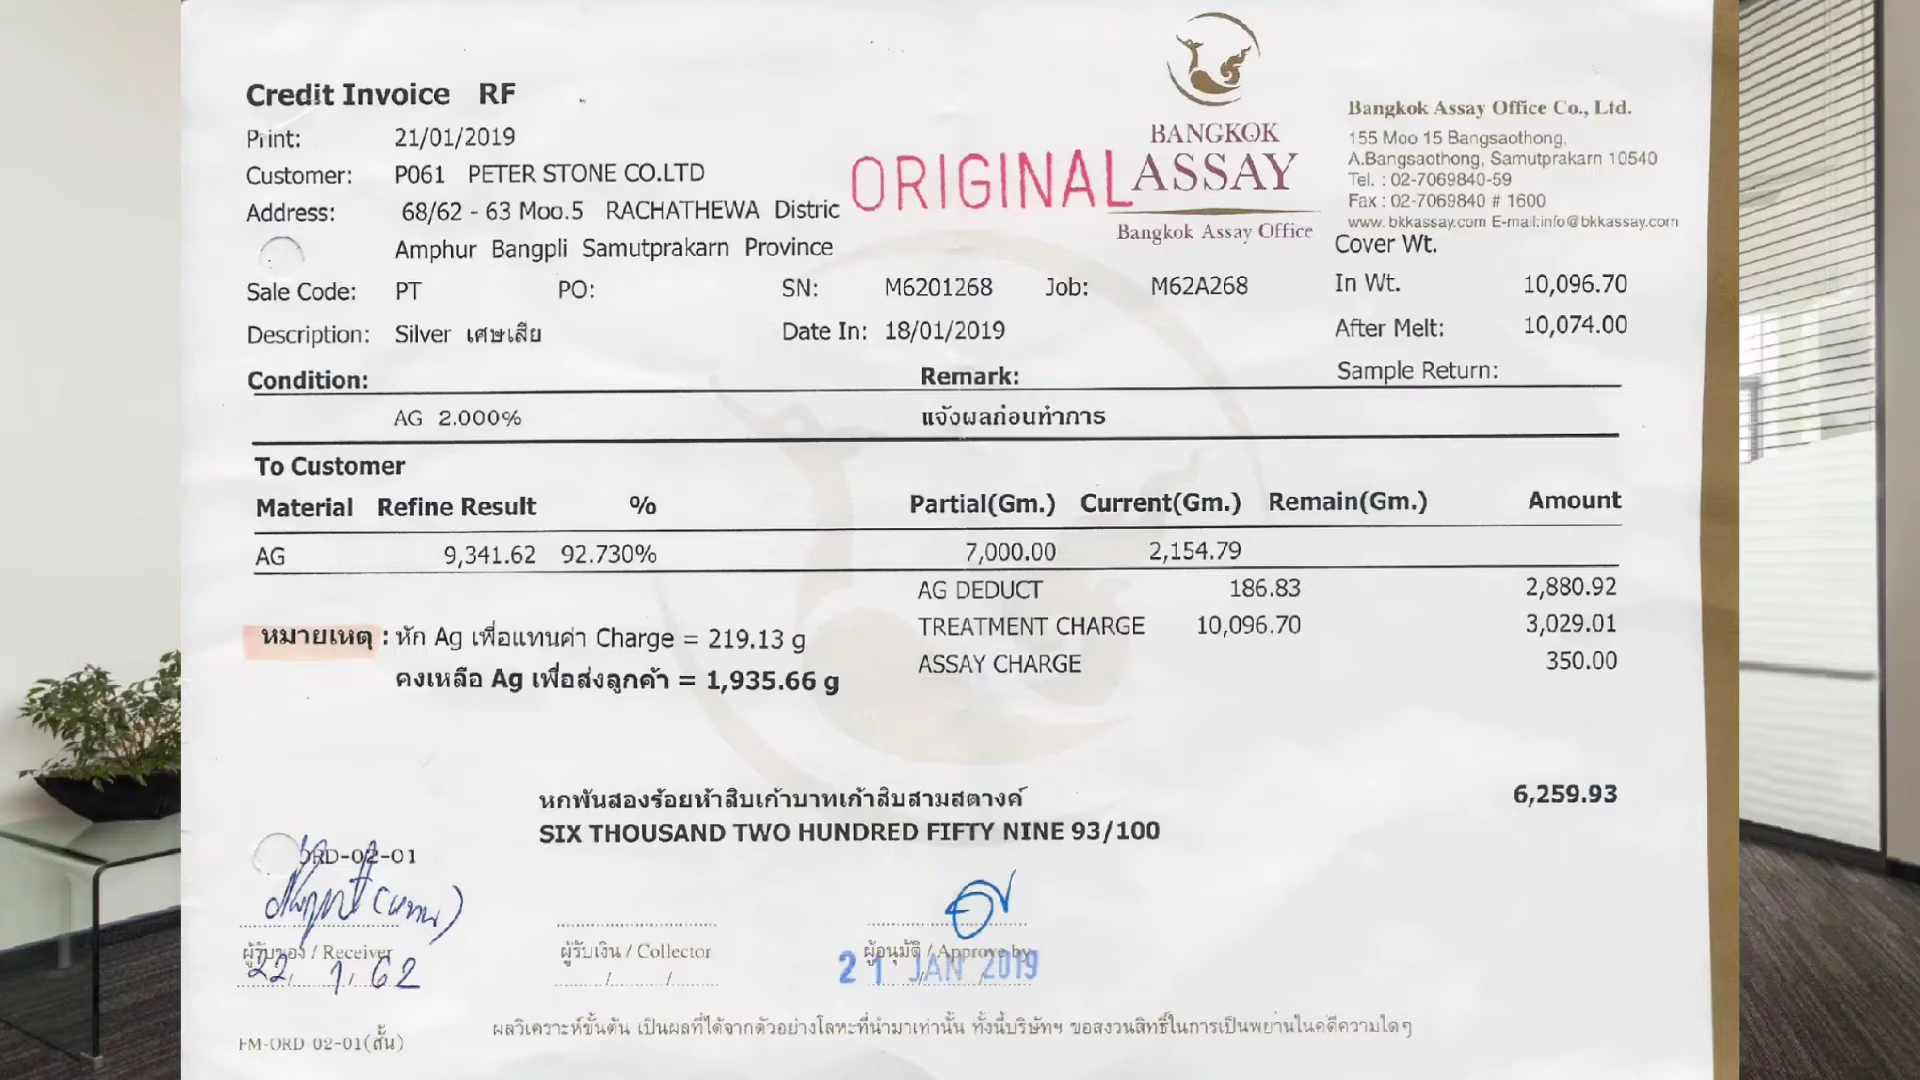 Credit Invoice RF
Print: 21/01/2019
Customer: P061 PETER STONE CO.LTD
Address: 68/62 - 63 Moo.5 RACHATHEWA Distric
Amphur Bangpli Samutprakarn Province
ORIGINAL
BANGKOK
ASSAY
Bangkok Assay Office
Bangkok Assay Office Co., Ltd.
155 Moo 15 Bangsaothong,
A.Bangsaothong, Samutprakarn 10540
Tel. : 02-7069840-59
Fax : 02-7069840 # 1600
www.bkkassay.com E-mail:info@bkkassay.com
Cover Wt.
Sale Code: PT PO: SN: M6201268 Job: M62A268 In Wt. 10,096.70
Description: Silver เศษเสีย Date In: 18/01/2019 After Melt: 10,074.00
Condition: Remark: Sample Return:
AG 2.000% แจ้งผลก่อนทำการ
To Customer
Material Refine Result % Partial(Gm.) Current(Gm.) Remain(Gm.) Amount
AG 9,341.62 92.730% 7,000.00 2,154.79
AG DEDUCT 186.83 2,880.92
TREATMENT CHARGE 10,096.70 3,029.01
ASSAY CHARGE 350.00
หมายเหตุ : หัก Ag เพื่อแทนค่า Charge = 219.13 g
คงเหลือ Ag เพื่อส่งลูกค้า = 1,935.66 g
หกพันสองร้อยห้าสิบเก้าบาทเก้าสิบสามสตางค์ 6,259.93
SIX THOUSAND TWO HUNDRED FIFTY NINE 93/100
ORD-02-01
ผู้รับของ / Receiver ผู้รับเงิน / Collector ผู้อนุมัติ / Approve by
22. 1. 62
21 JAN 2019
ผลวิเคราะห์ขั้นต้น เป็นผลที่ได้จากตัวอย่างโลหะที่นำมาเท่านั้น ทั้งนี้บริษัทฯ ขอสงวนสิทธิ์ในการเป็นพยานในคดีความใดๆ
FM-ORD 02-01(สั้น)